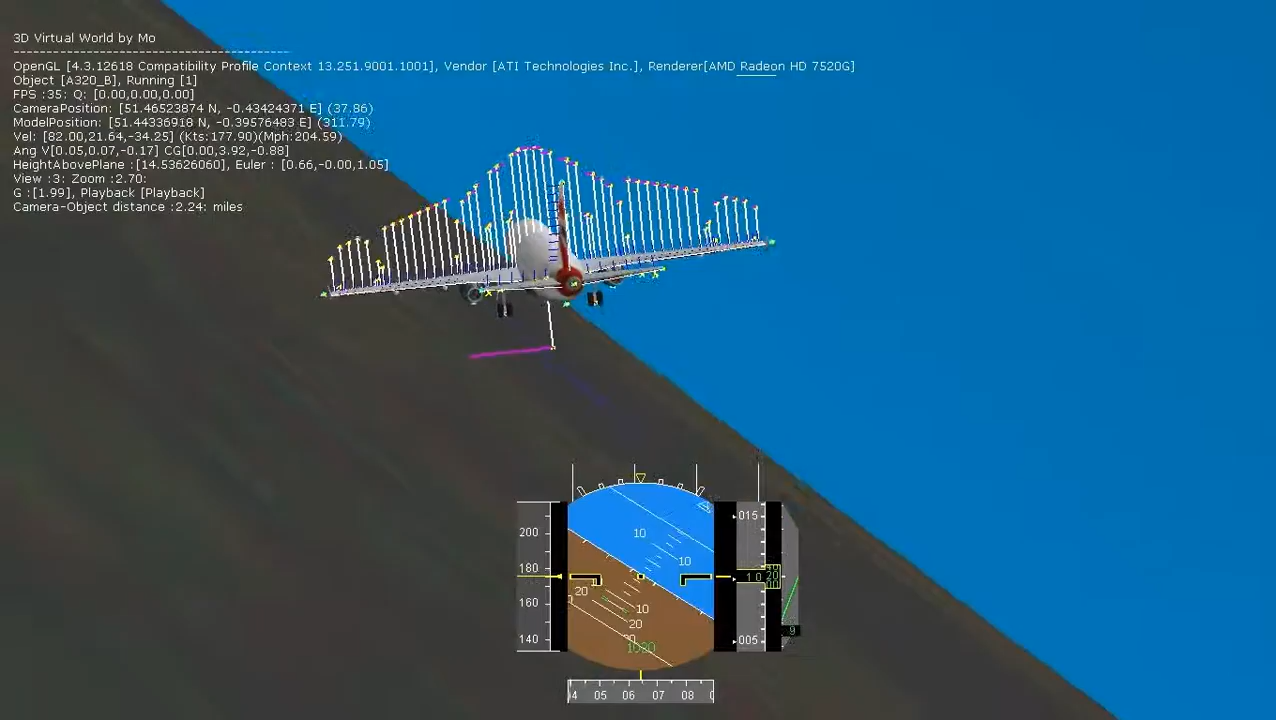 3D Virtual World by Mo
------------------------------------------
OpenGL [4.3.12618 Compatibility Profile Context 13.251.9001.1001], Vendor [ATI Technologies Inc.], Renderer[AMD Radeon HD 7520G]
Object [A320_B], Running [1]
FPS :35: Q: [0.00,0.00,0.00]
CameraPosition: [51.46523874 N, -0.43424371 E] (37.86)
ModelPosition: [51.44336918 N, -0.39576483 E] (311.79)
Vel: [82.00,21.64,-34.25] (Kts:177.90)(Mph:204.59)
Ang V[0.05,0.07,-0.17] CG[0.00,3.92,-0.88]
HeightAbovePlane :[14.53626060], Euler : [0.66,-0.00,1.05]
View :3: Zoom :2.70:
G :[1.99], Playback [Playback]
Camera-Object distance :2.24: miles
015
200
10
10
180
10
20
20
160
10
20
9
140
1020
005
05 06 07 08